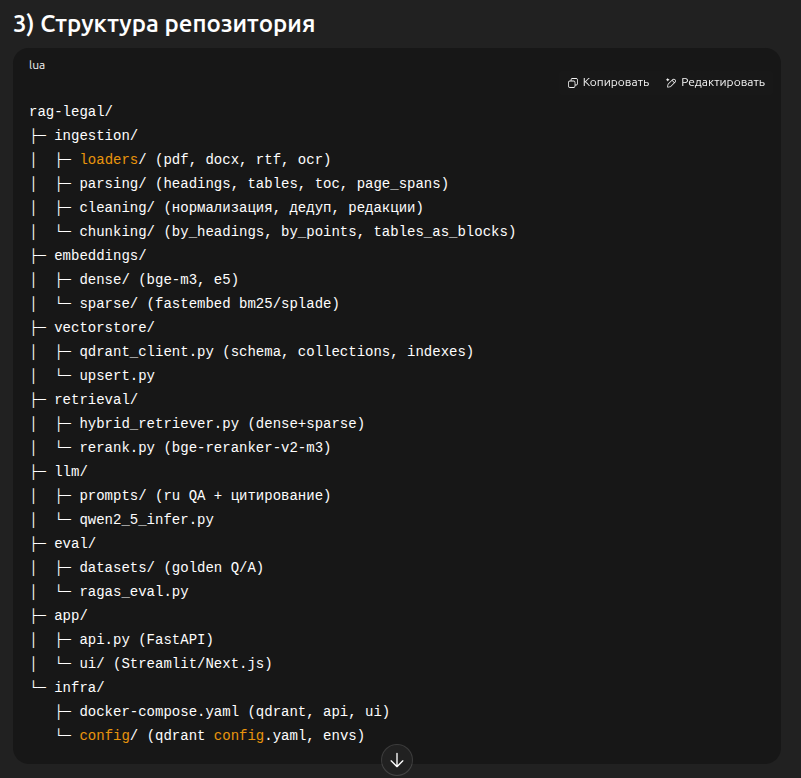 3) Структура репозитория
lua
Копировать Редактировать
rag-legal/
├─ ingestion/
│  ├─ loaders/ (pdf, docx, rtf, ocr)
│  ├─ parsing/ (headings, tables, toc, page_spans)
│  ├─ cleaning/ (нормализация, дедуп, редакции)
│  └─ chunking/ (by_headings, by_points, tables_as_blocks)
├─ embeddings/
│  ├─ dense/ (bge-m3, e5)
│  └─ sparse/ (fastembed bm25/splade)
├─ vectorstore/
│  ├─ qdrant_client.py (schema, collections, indexes)
│  └─ upsert.py
├─ retrieval/
│  ├─ hybrid_retriever.py (dense+sparse)
│  └─ rerank.py (bge-reranker-v2-m3)
├─ llm/
│  ├─ prompts/ (ru QA + цитирование)
│  └─ qwen2_5_infer.py
├─ eval/
│  ├─ datasets/ (golden Q/A)
│  └─ ragas_eval.py
├─ app/
│  ├─ api.py (FastAPI)
│  └─ ui/ (Streamlit/Next.js)
└─ infra/
   ├─ docker-compose.yaml (qdrant, api, ui)
   └─ config/ (qdrant config.yaml, envs)